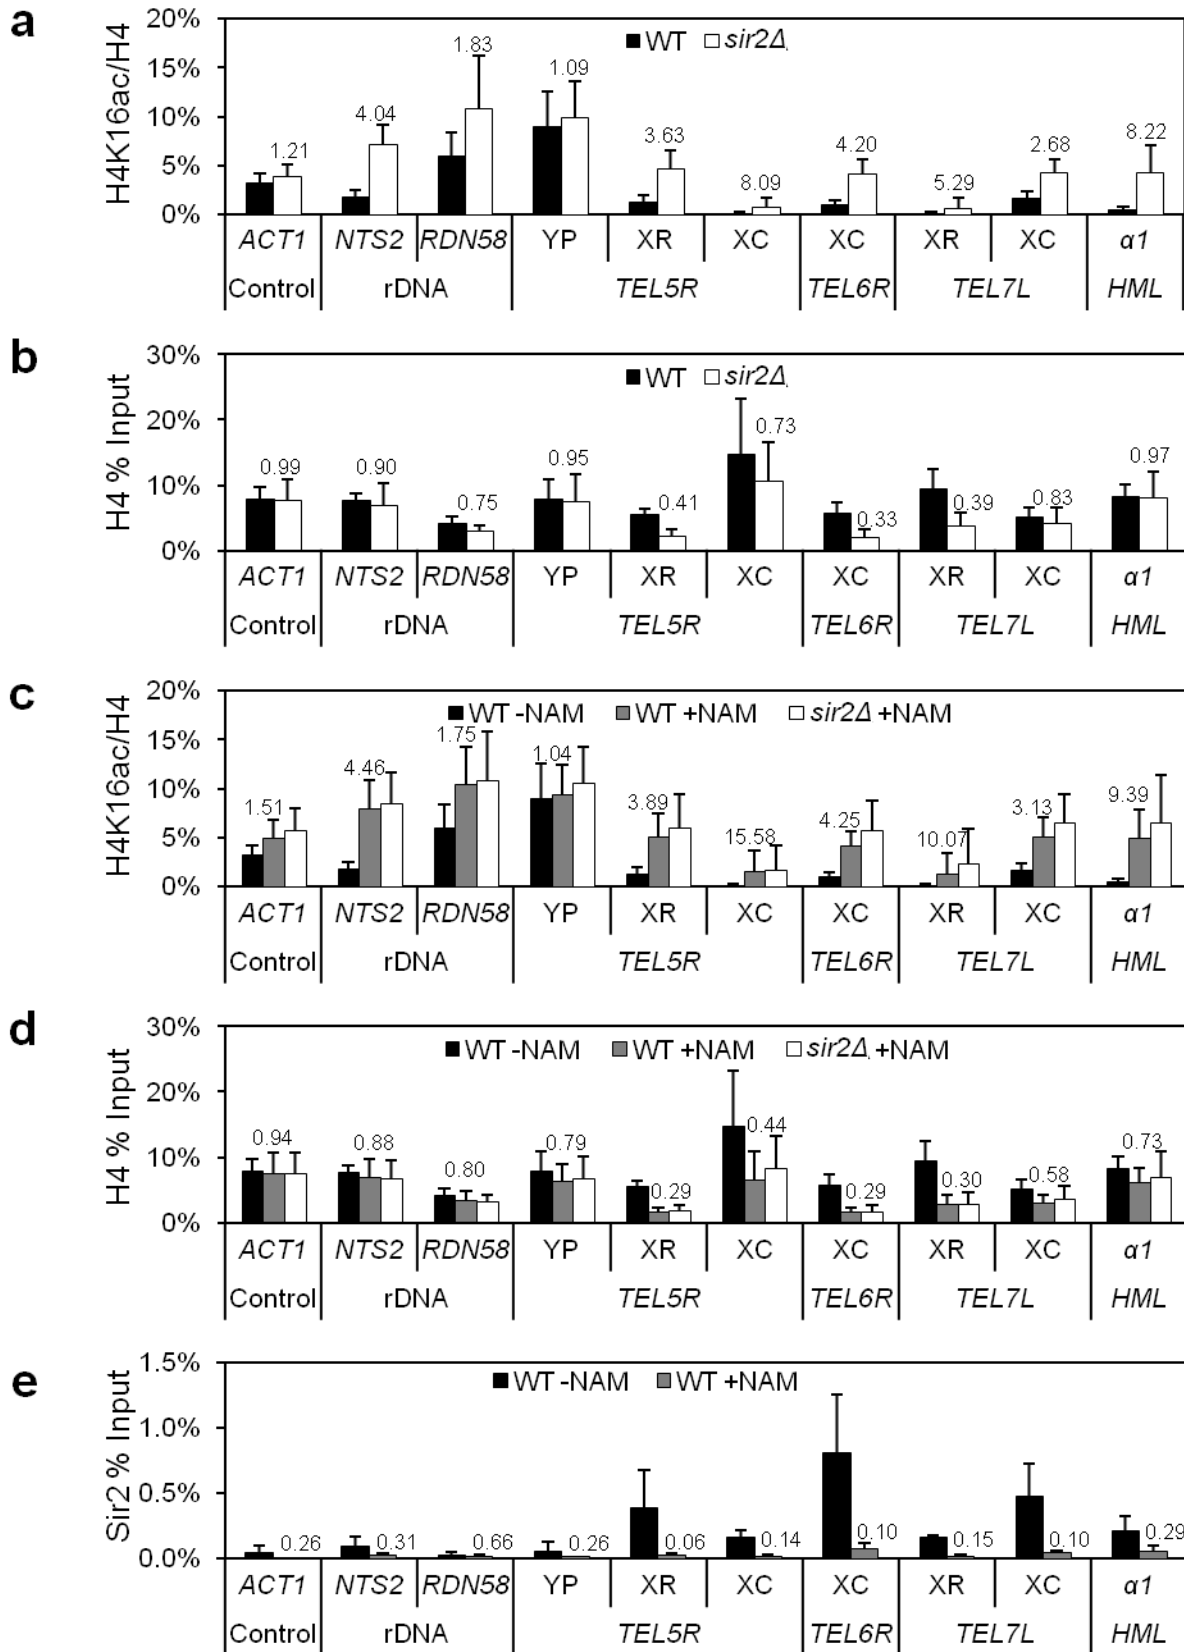 a
H4K16ac/H4
20%
15%
10%
5%
0%
WT sir2Δ
1.21 4.04 1.83 1.09 3.63 8.09 4.20 5.29 2.68 8.22
ACT1 NTS2 RDN58 YP XR XC XC XR XC α1
Control rDNA TEL5R TEL6R TEL7L HML
b
H4 % Input
30%
20%
10%
0%
WT sir2Δ
0.99 0.90 0.75 0.95 0.41 0.73 0.33 0.39 0.83 0.97
ACT1 NTS2 RDN58 YP XR XC XC XR XC α1
Control rDNA TEL5R TEL6R TEL7L HML
c
H4K16ac/H4
20%
15%
10%
5%
0%
WT -NAM WT +NAM sir2Δ +NAM
1.51 4.46 1.75 1.04 3.89 15.58 4.25 10.07 3.13 9.39
ACT1 NTS2 RDN58 YP XR XC XC XR XC α1
Control rDNA TEL5R TEL6R TEL7L HML
d
H4 % Input
30%
20%
10%
0%
WT -NAM WT +NAM sir2Δ +NAM
0.94 0.88 0.80 0.79 0.29 0.44 0.29 0.30 0.58 0.73
ACT1 NTS2 RDN58 YP XR XC XC XR XC α1
Control rDNA TEL5R TEL6R TEL7L HML
e
Sir2 % Input
1.5%
1.0%
0.5%
0.0%
WT -NAM WT +NAM
0.26 0.31 0.66 0.26 0.06 0.14 0.10 0.15 0.10 0.29
ACT1 NTS2 RDN58 YP XR XC XC XR XC α1
Control rDNA TEL5R TEL6R TEL7L HML